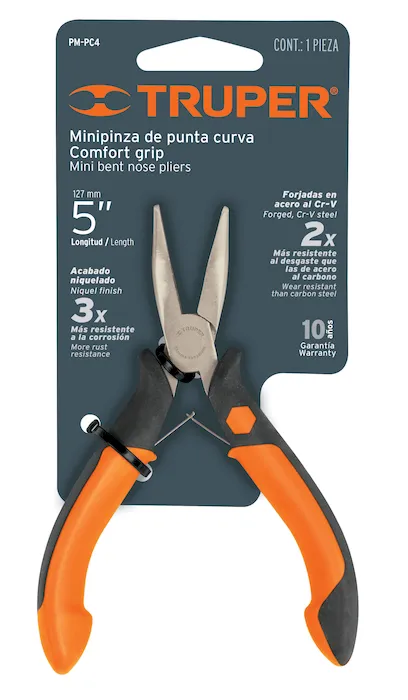 PM-PC4
CONT.: 1 PIEZA
TRUPER®
Minipinza de punta curva
Comfort grip
Mini bent nose pliers
127 mm
5"
Longitud / Length
Acabado
niquelado
Niquel finish
3x
Más resistente
a la corrosión
More rust
resistance
Forjadas en
acero al Cr-V
Forged, Cr-V steel
2x
Más resistente
al desgaste que
las de acero
al carbono
Wear resistant
than carbon steel
10 años
Garantía
Warranty
TRUPER